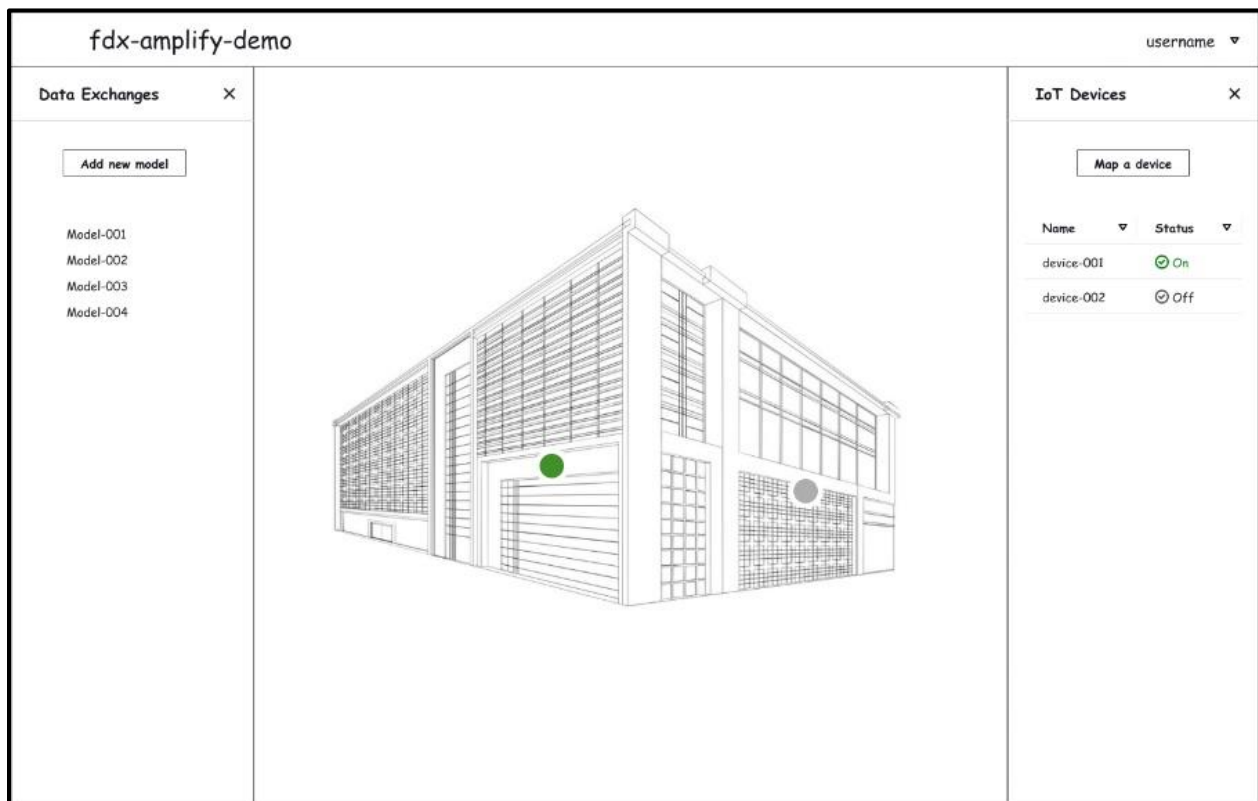 fdx-amplify-demo
username
Data Exchanges
Add new model
Model-001
Model-002
Model-003
Model-004
IoT Devices
Map a device
Name Status
device-001 On
device-002 Off